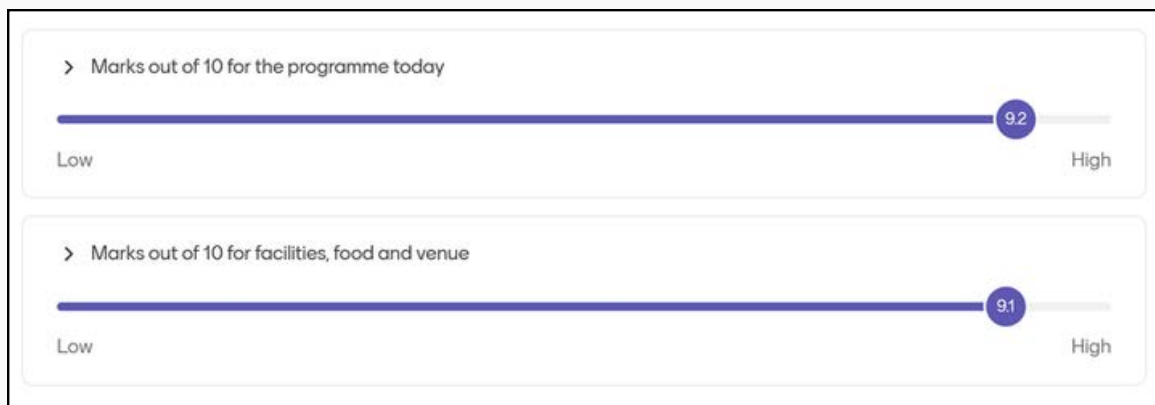 Marks out of 10 for the programme today
9.2
Low High
Marks out of 10 for facilities, food and venue
9.1
Low High